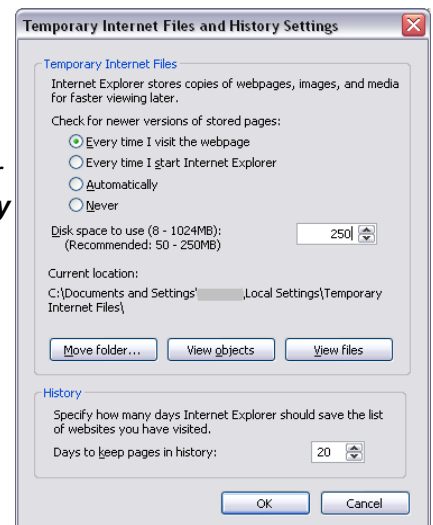 Temporary Internet Files and History Settings
Temporary Internet Files
Internet Explorer stores copies of webpages, images, and media
for faster viewing later.
Check for newer versions of stored pages:
Every time I visit the webpage
Every time I start Internet Explorer
Automatically
Never
y
Disk space to use (8 - 1024MB): 250
(Recommended: 50 - 250MB)
Current location:
C:\Documents and Settings\ ,Local Settings\Temporary
Internet Files\
Move folder... View objects View files
History
Specify how many days Internet Explorer should save the list
of websites you have visited.
Days to keep pages in history: 20
OK Cancel